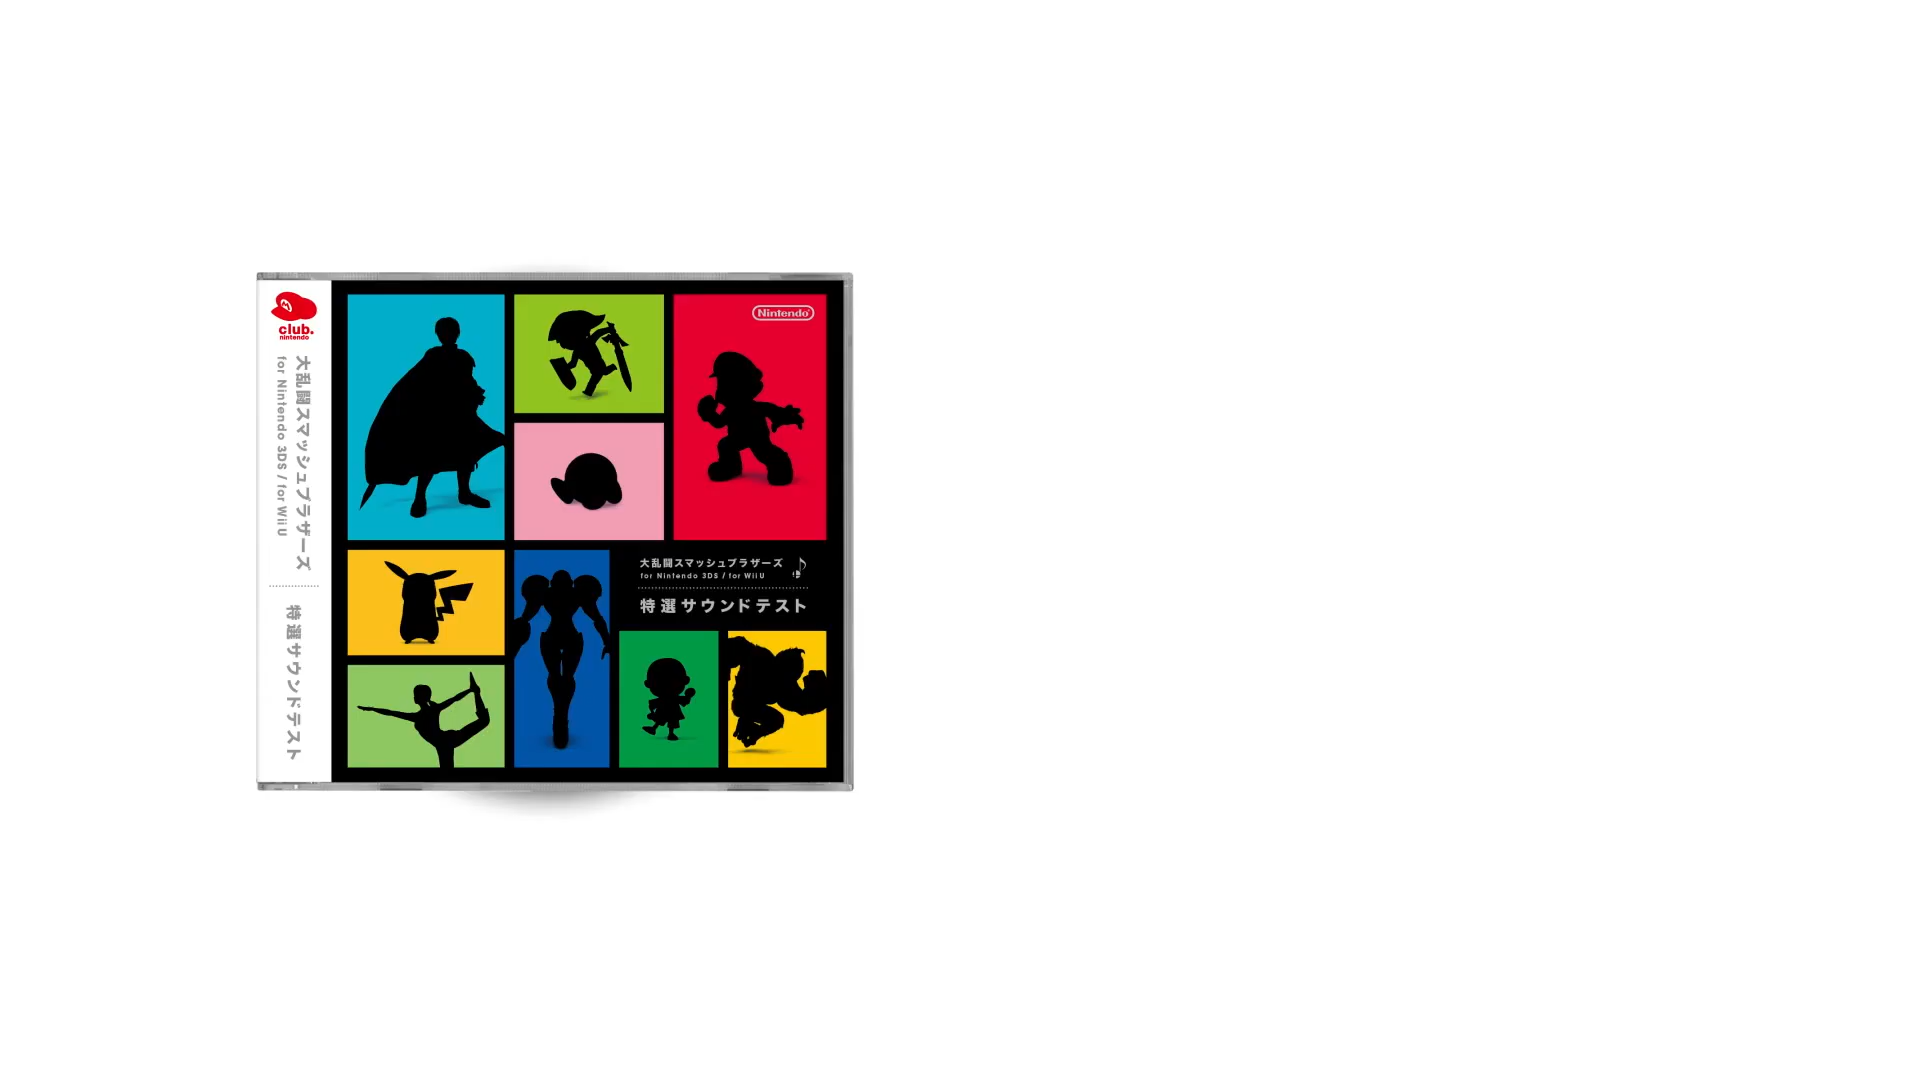 club.
nintendo
大乱闘スマッシュブラザーズ
for Nintendo 3DS / for Wii U
特選サウンドテスト
Nintendo
大乱闘スマッシュブラザーズ
for Nintendo 3DS / for Wii U
特選サウンドテスト